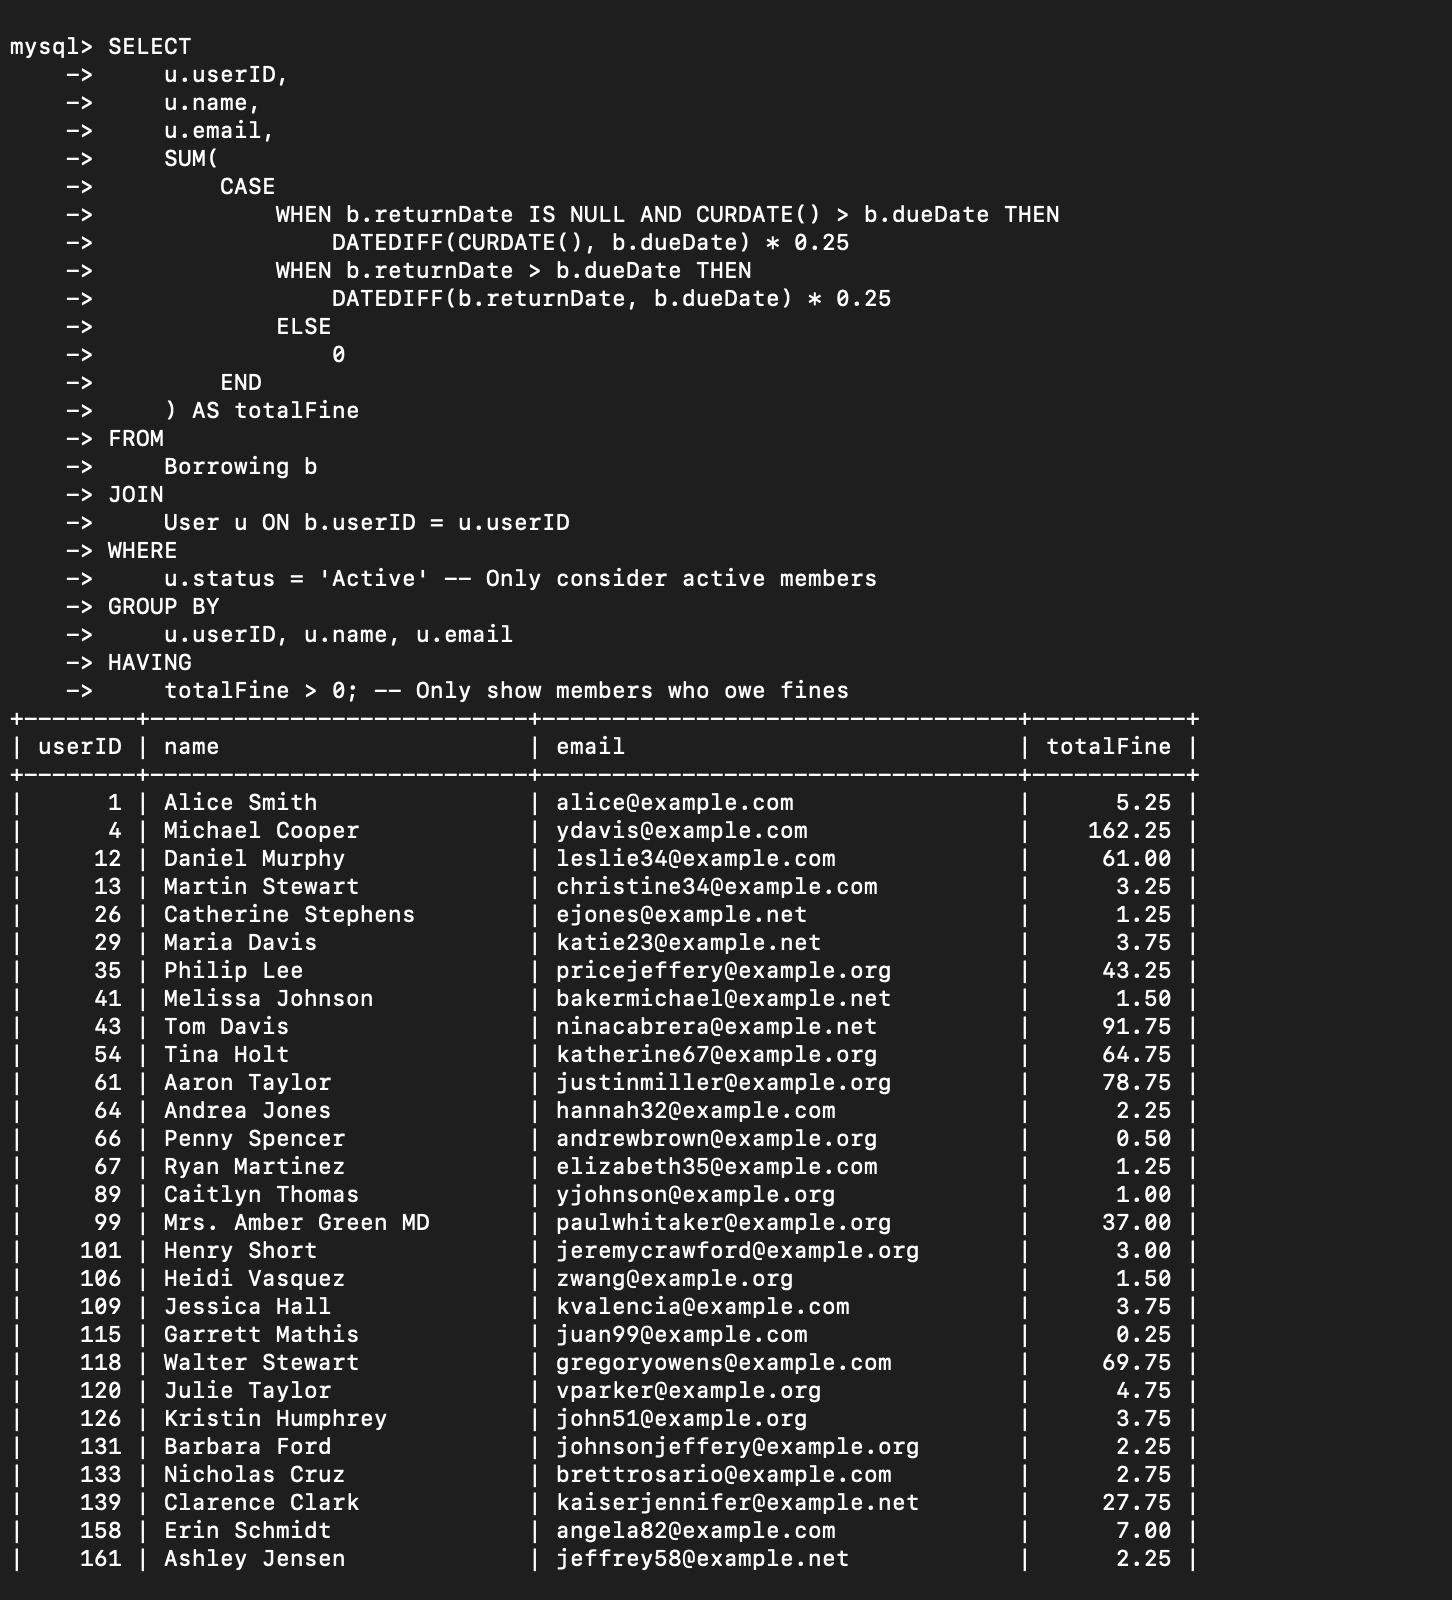 mysql> SELECT
    ->     u.userID,
    ->     u.name,
    ->     u.email,
    ->     SUM(
    ->         CASE
    ->             WHEN b.returnDate IS NULL AND CURDATE() > b.dueDate THEN
    ->                 DATEDIFF(CURDATE(), b.dueDate) * 0.25
    ->             WHEN b.returnDate > b.dueDate THEN
    ->                 DATEDIFF(b.returnDate, b.dueDate) * 0.25
    ->             ELSE
    ->                 0
    ->         END
    ->     ) AS totalFine
    -> FROM
    ->     Borrowing b
    -> JOIN
    ->     User u ON b.userID = u.userID
    -> WHERE
    ->     u.status = 'Active' -- Only consider active members
    -> GROUP BY
    ->     u.userID, u.name, u.email
    -> HAVING
    ->     totalFine > 0; -- Only show members who owe fines
+--------+---------------------------+----------------------------------+-----------+
| userID | name                      | email                            | totalFine |
+--------+---------------------------+----------------------------------+-----------+
|      1 | Alice Smith               | alice@example.com                |      5.25 |
|      4 | Michael Cooper            | ydavis@example.com               |    162.25 |
|     12 | Daniel Murphy             | leslie34@example.com             |     61.00 |
|     13 | Martin Stewart            | christine34@example.com          |      3.25 |
|     26 | Catherine Stephens        | ejones@example.net               |      1.25 |
|     29 | Maria Davis               | katie23@example.net              |      3.75 |
|     35 | Philip Lee                | pricejeffery@example.org         |     43.25 |
|     41 | Melissa Johnson           | bakermichael@example.net         |      1.50 |
|     43 | Tom Davis                 | ninacabrera@example.net          |     91.75 |
|     54 | Tina Holt                 | katherine67@example.org          |     64.75 |
|     61 | Aaron Taylor              | justinmiller@example.org         |     78.75 |
|     64 | Andrea Jones              | hannah32@example.com             |      2.25 |
|     66 | Penny Spencer             | andrewbrown@example.org          |      0.50 |
|     67 | Ryan Martinez             | elizabeth35@example.com          |      1.25 |
|     89 | Caitlyn Thomas            | yjohnson@example.org             |      1.00 |
|     99 | Mrs. Amber Green MD       | paulwhitaker@example.org         |     37.00 |
|    101 | Henry Short               | jeremycrawford@example.org       |      3.00 |
|    106 | Heidi Vasquez             | zwang@example.org                |      1.50 |
|    109 | Jessica Hall              | kvalencia@example.com            |      3.75 |
|    115 | Garrett Mathis            | juan99@example.com               |      0.25 |
|    118 | Walter Stewart            | gregoryowens@example.com         |     69.75 |
|    120 | Julie Taylor              | vparker@example.org              |      4.75 |
|    126 | Kristin Humphrey          | john51@example.org               |      3.75 |
|    131 | Barbara Ford              | johnsonjeffery@example.org       |      2.25 |
|    133 | Nicholas Cruz             | brettrosario@example.com         |      2.75 |
|    139 | Clarence Clark            | kaiserjennifer@example.net       |     27.75 |
|    158 | Erin Schmidt              | angela82@example.com             |      7.00 |
|    161 | Ashley Jensen             | jeffrey58@example.net            |      2.25 |